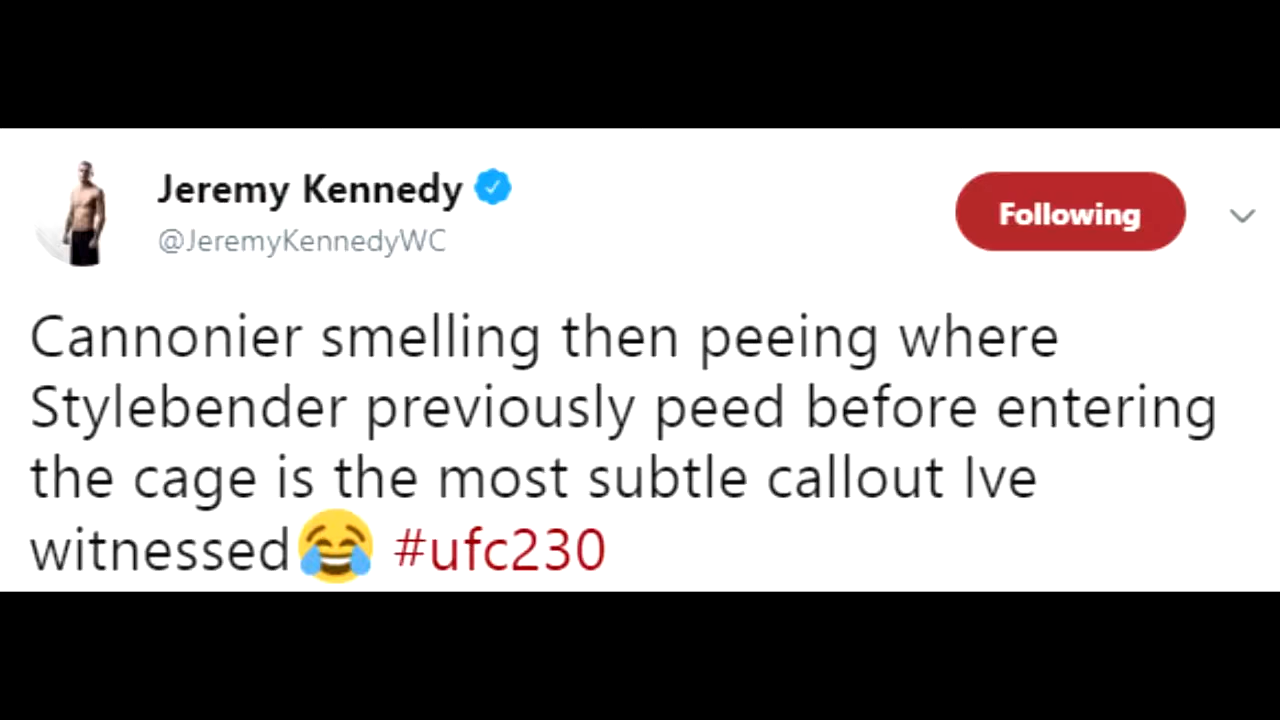 Jeremy Kennedy
@JeremyKennedyWC
Following
Cannonier smelling then peeing where
Stylebender previously peed before entering
the cage is the most subtle callout Ive
witnessed😂 #ufc230